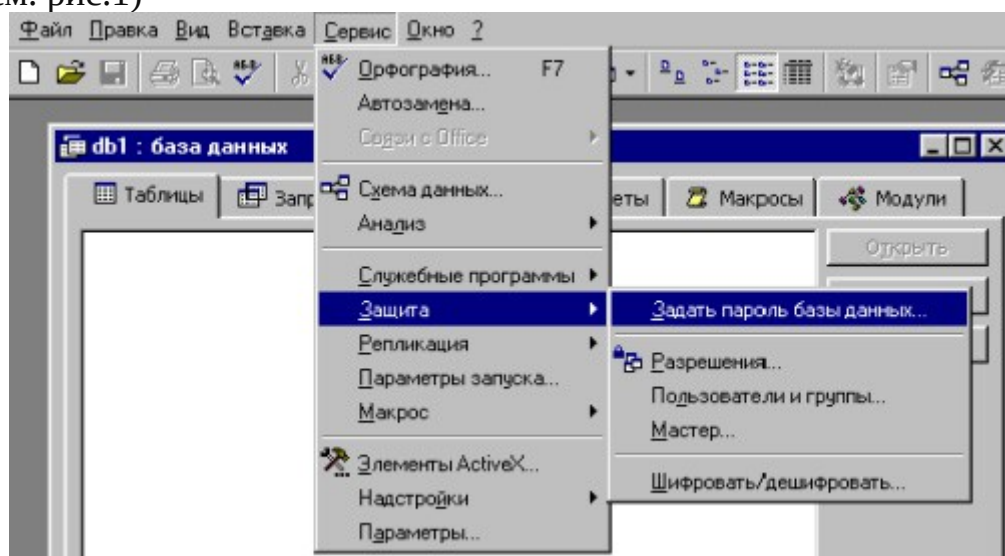 см. рис.1)
Файл Правка Вид Вставка Сервис Окно ?
Орфография... F7
Автозамена...
Связи с Office
db1 : база данных
Таблицы Запр еты Макросы Модули
Схема данных...
Анализ
Открыть
Служебные программы
Защита
Задать пароль базы данных...
Репликация
Разрешения...
Параметры запуска...
Пользователи и группы...
Макрос
Мастер...
Элементы ActiveX...
Шифровать/дешифровать...
Надстройки
Параметры...